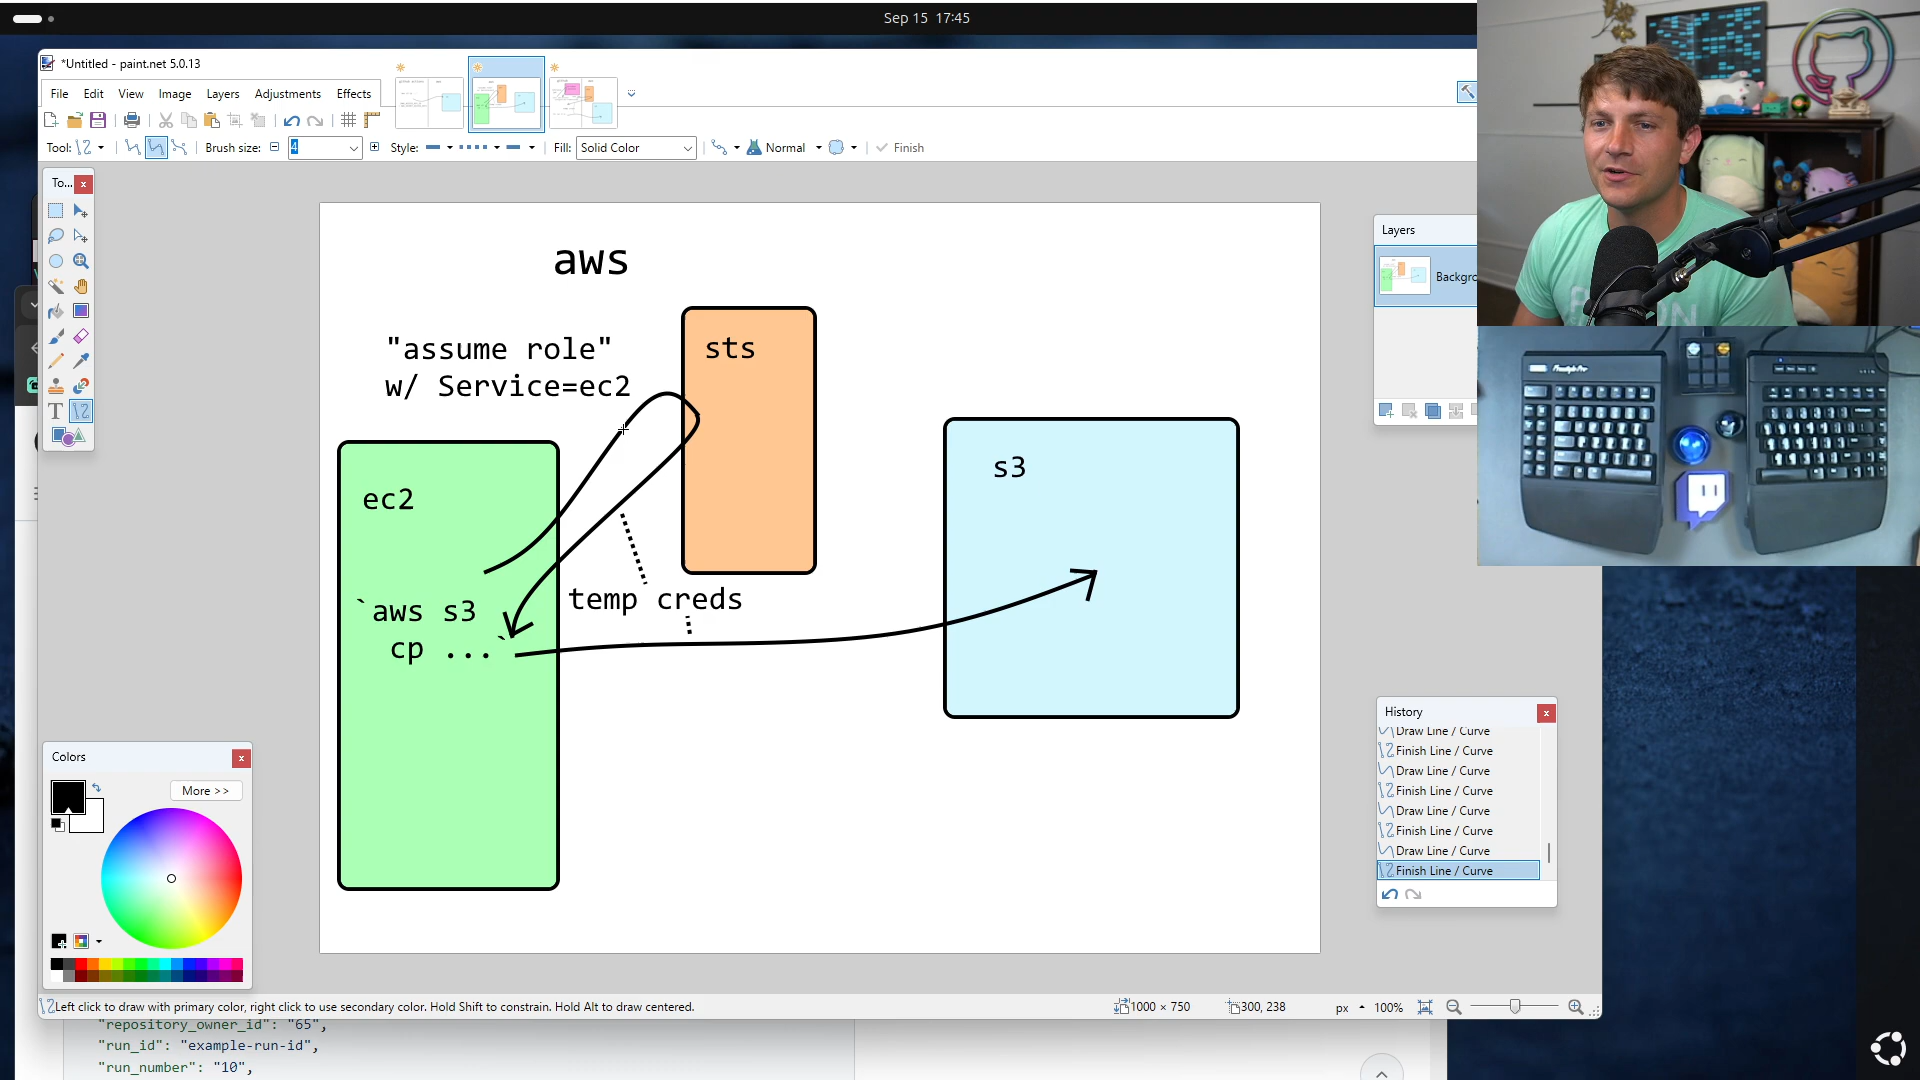 Sep 15 17:45
*Untitled - paint.net 5.0.13
File Edit View Image Layers Adjustments Effects
Tool: Brush size: 4 Style: Fill: Solid Color Normal Finish
To...
Layers
Backgro
aws
"assume role"
w/ Service=ec2
sts
s3
ec2
`aws s3
cp ...`
temp creds
Colors
More >>
History
Draw Line / Curve
Finish Line / Curve
Draw Line / Curve
Finish Line / Curve
Draw Line / Curve
Finish Line / Curve
Draw Line / Curve
Finish Line / Curve
Left click to draw with primary color, right click to use secondary color. Hold Shift to constrain. Hold Alt to draw centered.
1000 × 750
300, 238
px
100%
"repository_owner_id": "65",
"run_id": "example-run-id",
"run_number": "10",